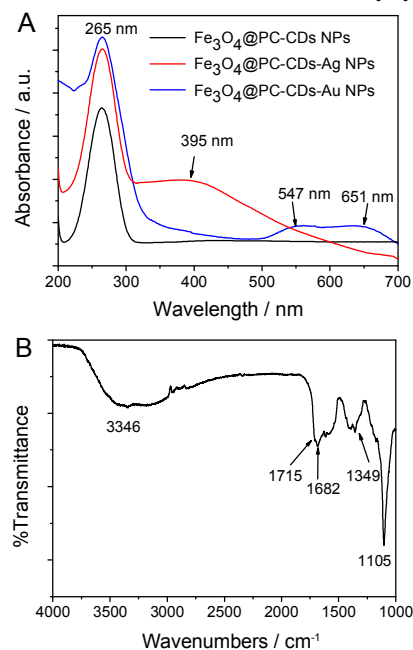 A
265 nm
Fe3O4@PC-CDs NPs
Fe3O4@PC-CDs-Ag NPs
Fe3O4@PC-CDs-Au NPs
395 nm
547 nm
651 nm
Absorbance / a.u.
200 300 400 500 600 700
Wavelength / nm
B
3346
1715
1682
1349
1105
%Transmittance
4000 3500 3000 2500 2000 1500 1000
Wavenumbers / cm-1